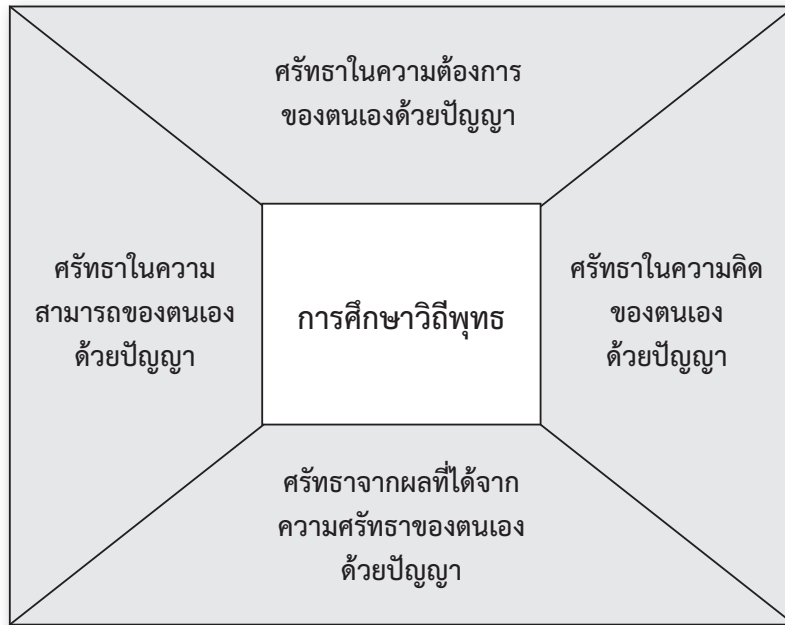 ศรัทธาในความต้องการ
ของตนเองด้วยปัญญา
ศรัทธาในความ
สามารถของตนเอง
ด้วยปัญญา
การศึกษาวิถีพุทธ
ศรัทธาในความคิด
ของตนเอง
ด้วยปัญญา
ศรัทธาจากผลที่ได้จาก
ความศรัทธาของตนเอง
ด้วยปัญญา